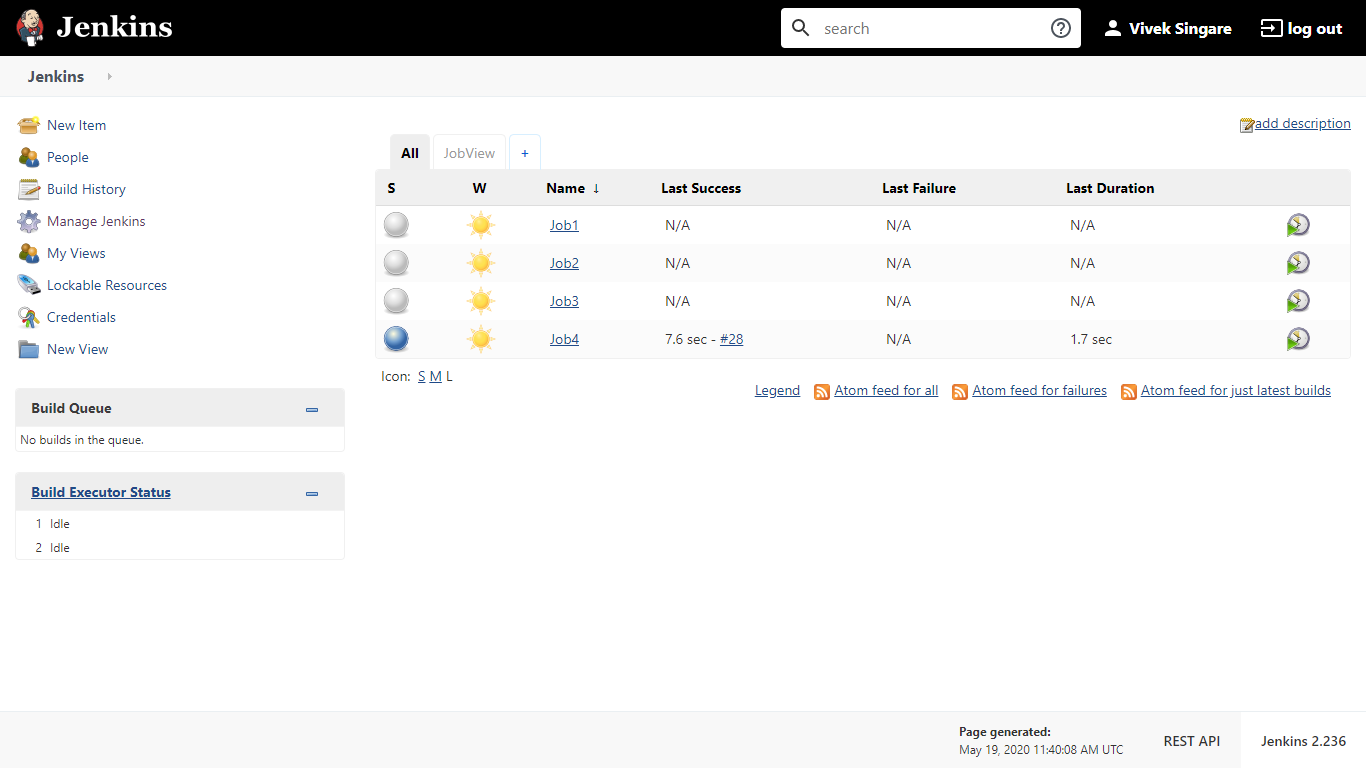 Jenkins
search
Vivek Singare
log out
Jenkins
New Item
People
Build History
Manage Jenkins
My Views
Lockable Resources
Credentials
New View
Build Queue
No builds in the queue.
Build Executor Status
1 Idle
2 Idle
add description
All JobView +
S W Name ↓ Last Success Last Failure Last Duration
Job1 N/A N/A N/A
Job2 N/A N/A N/A
Job3 N/A N/A N/A
Job4 7.6 sec - #28 N/A 1.7 sec
Icon: S M L
Legend Atom feed for all Atom feed for failures Atom feed for just latest builds
Page generated:
May 19, 2020 11:40:08 AM UTC
REST API
Jenkins 2.236